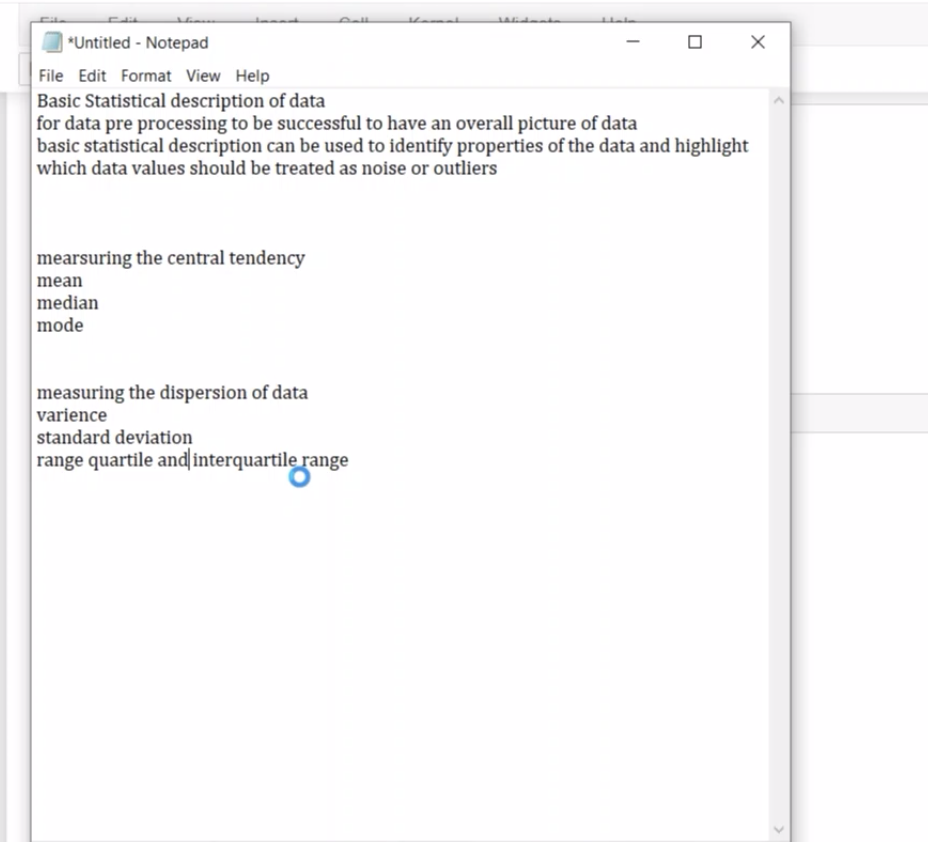 *Untitled - Notepad
File Edit Format View Help
Basic Statistical description of data
for data pre processing to be successful to have an overall picture of data
basic statistical description can be used to identify properties of the data and highlight
which data values should be treated as noise or outliers
mearsuring the central tendency
mean
median
mode
measuring the dispersion of data
varience
standard deviation
range quartile and interquartile range